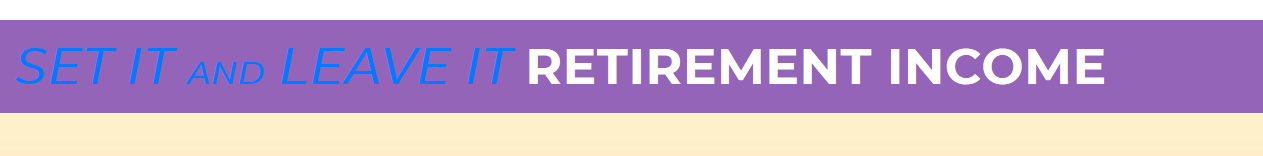 SET IT AND LEAVE IT RETIREMENT INCOME